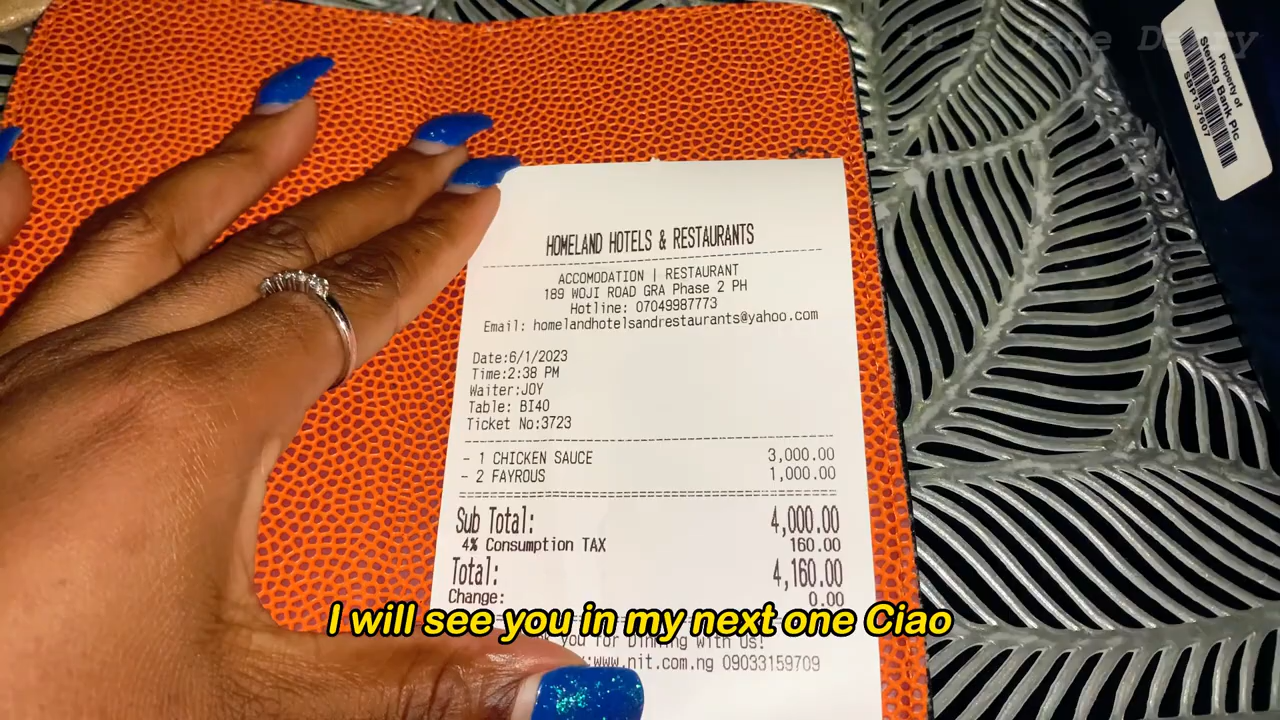 it's Jane D
Property of
Sterling Bank Plc
SBP137607
HOMELAND HOTELS & RESTAURANTS
ACCOMODATION | RESTAURANT
189 WOJI ROAD GRA Phase 2 PH
Hotline: 07049987773
Email: homelandhotelsandrestaurants@yahoo.com
Date:6/1/2023
Time:2:38 PM
Waiter:JOY
Table: BI40
Ticket No:3723
- 1 CHICKEN SAUCE 3,000.00
- 2 FAYROUS 1,000.00
Sub Total: 4,000.00
4% Consumption TAX 160.00
Total: 4,160.00
Change: 0.00
you for Dinning with Us!
:www.nit.com.ng 09033159709
I will see you in my next one Ciao